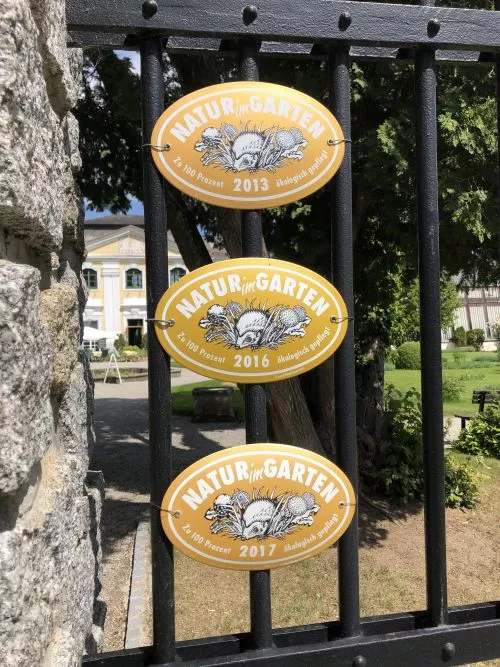 NATUR im GARTEN
Zu 100 Prozent 2013 ökologisch gepflegt!
NATUR im GARTEN
Zu 100 Prozent 2016 ökologisch gepflegt!
NATUR im GARTEN
Zu 100 Prozent 2017 ökologisch gepflegt!